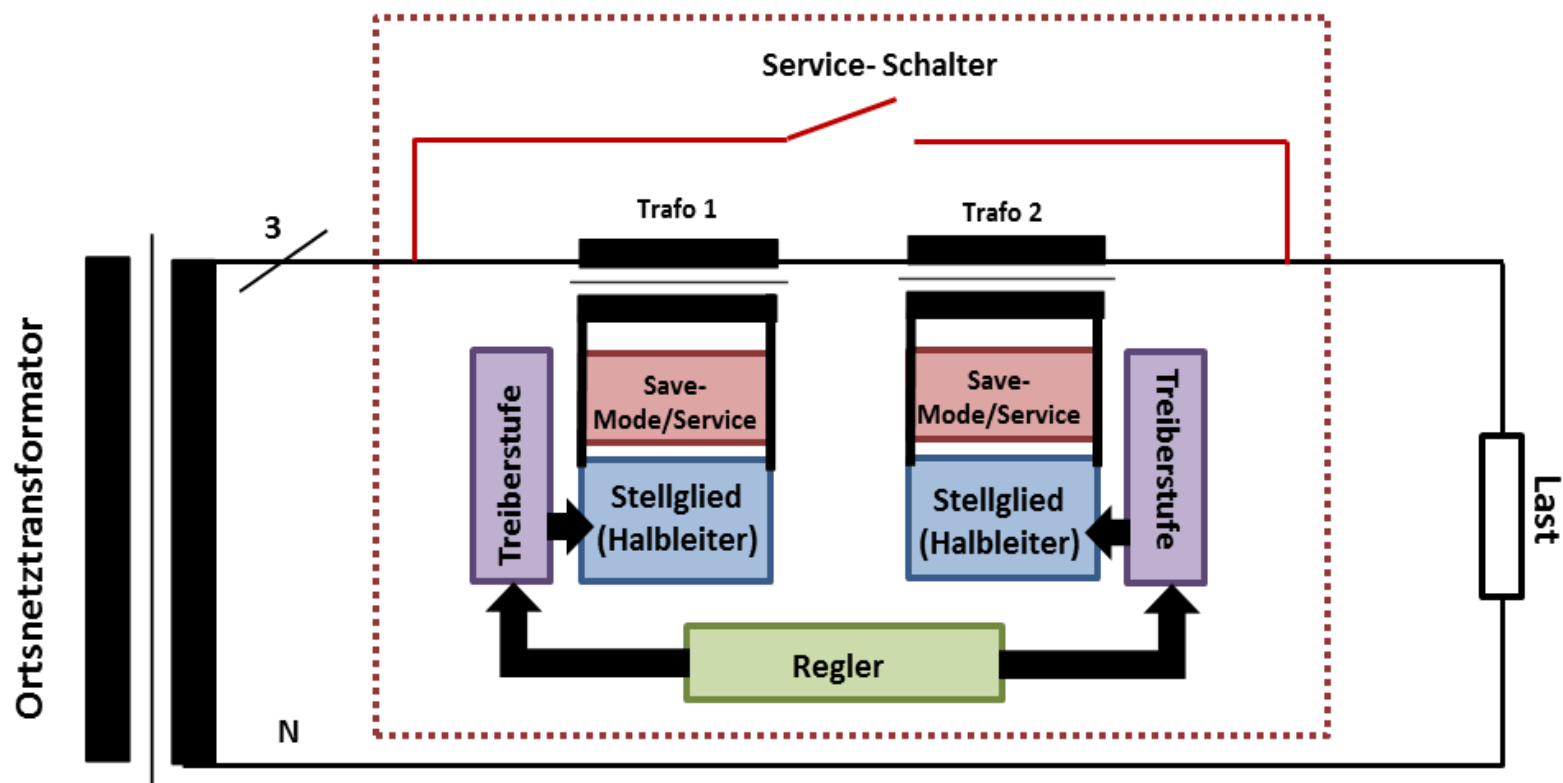 Service- Schalter
Trafo 1
Trafo 2
3
Ortsnetztransformator
Treiberstufe
Save-
Mode/Service
Save-
Mode/Service
Treiberstufe
Stellglied
(Halbleiter)
Stellglied
(Halbleiter)
Last
Regler
N